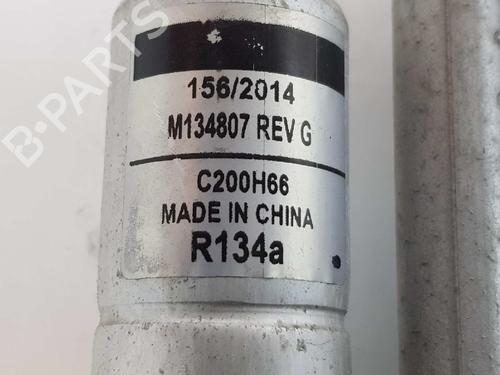 B-PARTS
156/2014
M134807 REV G
C200H66
MADE IN CHINA
R134a